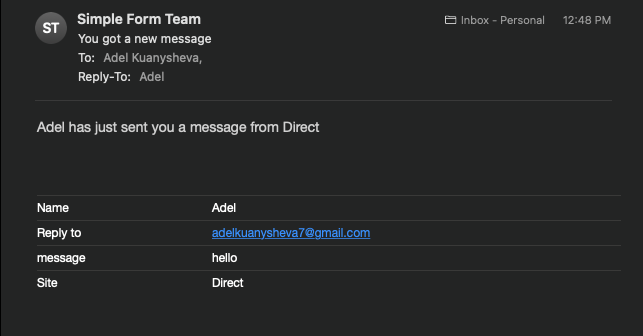 ST
Simple Form Team
Inbox - Personal 12:48 PM
You got a new message
To: Adel Kuanysheva,
Reply-To: Adel
Adel has just sent you a message from Direct
Name Adel
Reply to adelkuanysheva7@gmail.com
message hello
Site Direct